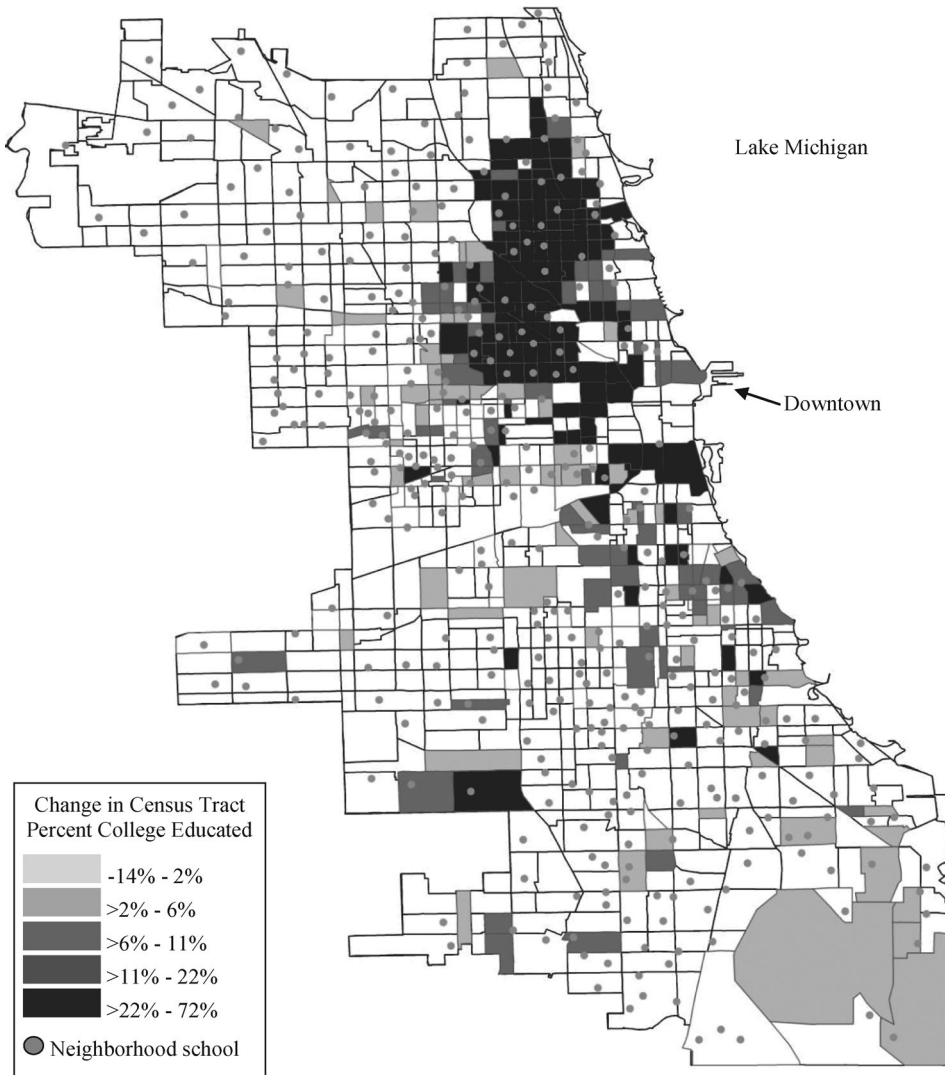 Lake Michigan
Downtown
Change in Census Tract
Percent College Educated
-14% - 2%
>2% - 6%
>6% - 11%
>11% - 22%
>22% - 72%
Neighborhood school